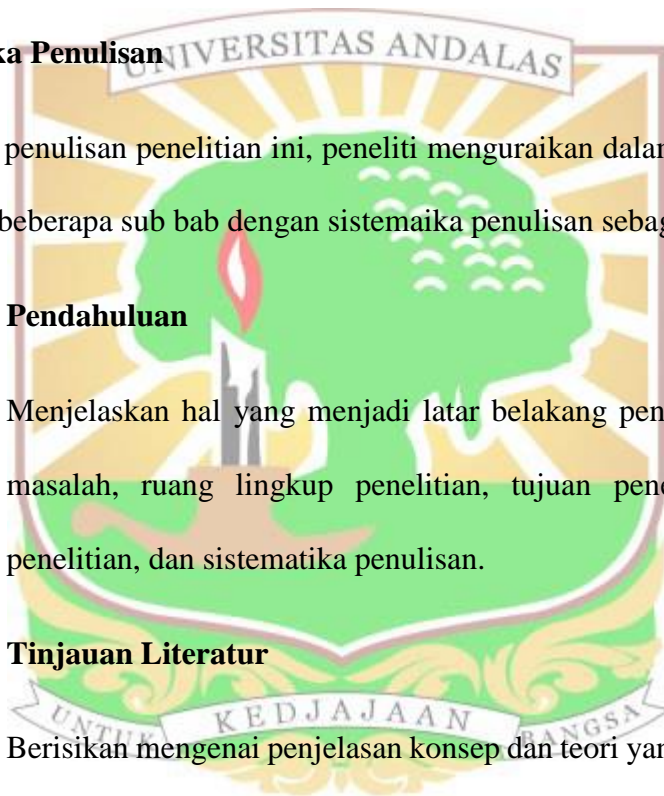 ka Penulisan
UNIVERSITAS ANDALAS
penulisan penelitian ini, peneliti menguraikan dalam
beberapa sub bab dengan sistemaika penulisan sebag
Pendahuluan
Menjelaskan hal yang menjadi latar belakang pen
masalah, ruang lingkup penelitian, tujuan pene
penelitian, dan sistematika penulisan.
Tinjauan Literatur
UNTUK KEDJAJAAN BANGSA
Berisikan mengenai penjelasan konsep dan teori yan